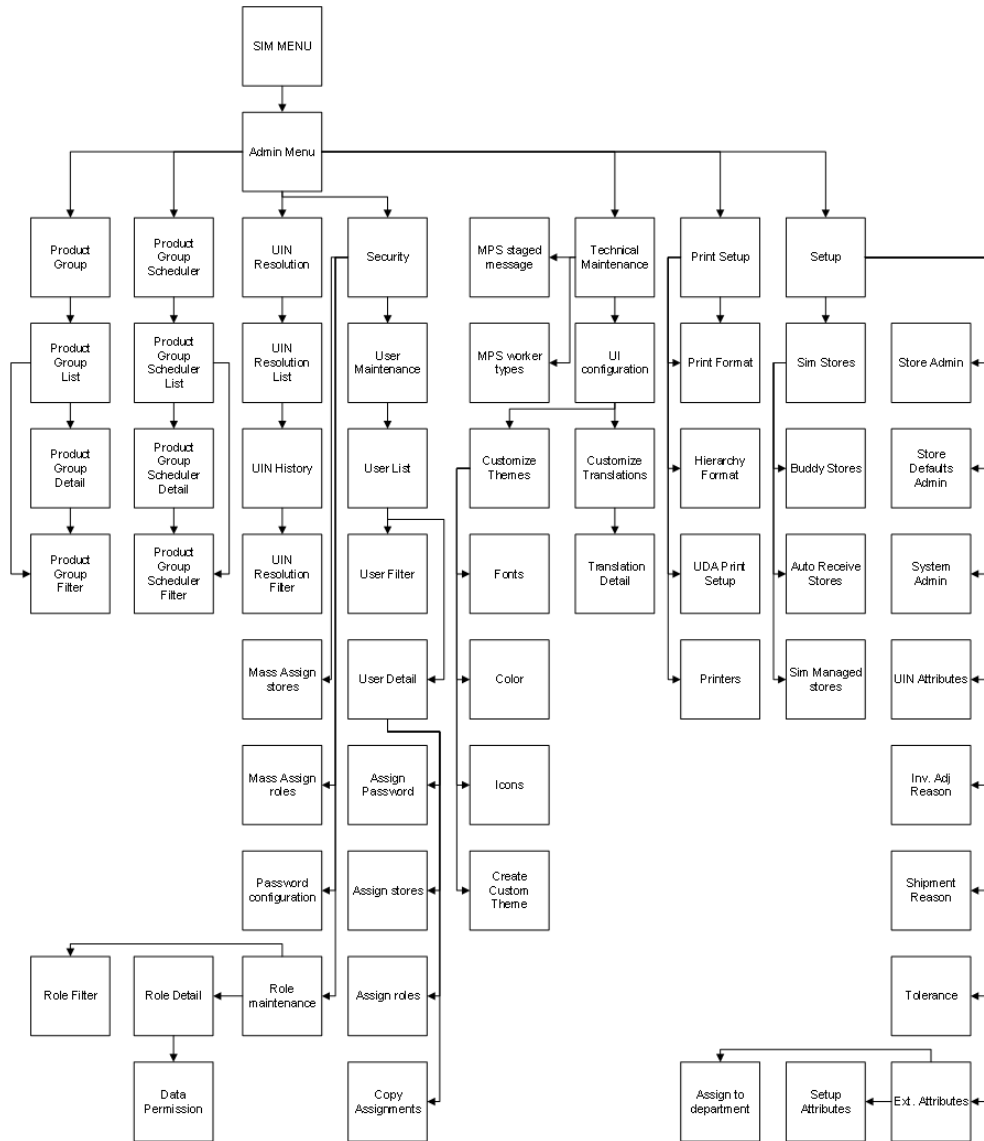 SIM MENU
Admin Menu
Product
Group
Product
Group
Scheduler
UIN
Resolution
Security
MPS staged
message
Technical
Maintenance
Print Setup
Setup
Product
Group
List
Product
Group
Scheduler
List
UIN
Resolution
List
User
Maintenance
MPS worker
types
UI
configuration
Print Format
Sim Stores
Store Admin
Product
Group
Detail
Product
Group
Scheduler
Detail
UIN History
User List
Customize
Themes
Customize
Translations
Hierarchy
Format
Buddy Stores
Store
Defaults
Admin
Product
Group
Filter
Product
Group
Scheduler
Filter
UIN
Resolution
Filter
User Filter
Fonts
Translation
Detail
UDA Print
Setup
Auto Receive
Stores
System
Admin
Mass Assign
stores
User Detail
Color
Printers
Sim Managed
stores
UIN Attributes
Mass Assign
roles
Assign
Password
Icons
Inv. Adj
Reason
Password
configuration
Assign stores
Create
Custom
Theme
Shipment
Reason
Role Filter
Role Detail
Role
maintenance
Assign roles
Tolerance
Data
Permission
Copy
Assignments
Assign to
department
Setup
Attributes
Ext. Attributes